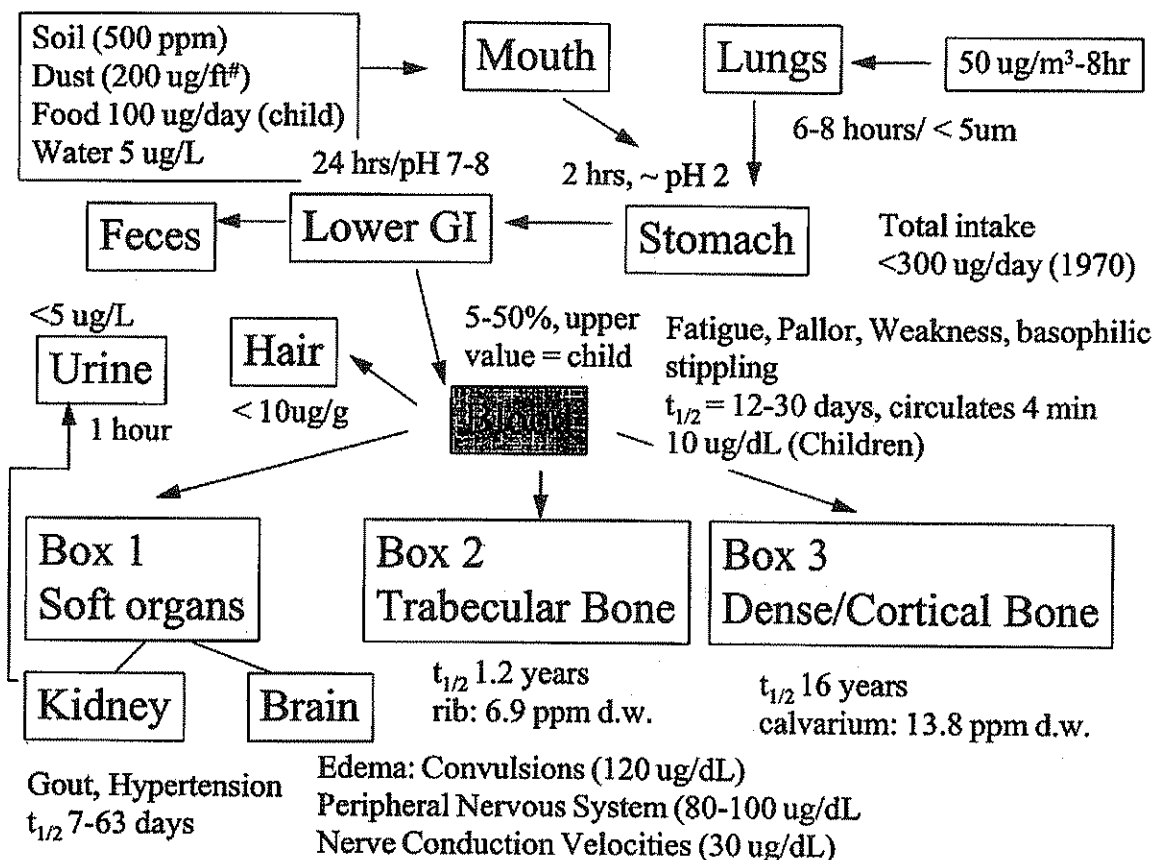 Soil (500 ppm)
Dust (200 ug/ft#)
Food 100 ug/day (child)
Water 5 ug/L
Mouth
Lungs
50 ug/m³-8hr
6-8 hours/ < 5um
24 hrs/pH 7-8
2 hrs, ~ pH 2
Feces
Lower GI
Stomach
Total intake
<300 ug/day (1970)
<5 ug/L
Urine
1 hour
Hair
< 10ug/g
5-50%, upper
value = child
Blood
Fatigue, Pallor, Weakness, basophilic
stippling
t1/2 = 12-30 days, circulates 4 min
10 ug/dL (Children)
Box 1
Soft organs
Box 2
Trabecular Bone
Box 3
Dense/Cortical Bone
Kidney
Brain
t1/2 1.2 years
rib: 6.9 ppm d.w.
t1/2 16 years
calvarium: 13.8 ppm d.w.
Gout, Hypertension
t1/2 7-63 days
Edema: Convulsions (120 ug/dL)
Peripheral Nervous System (80-100 ug/dL
Nerve Conduction Velocities (30 ug/dL)